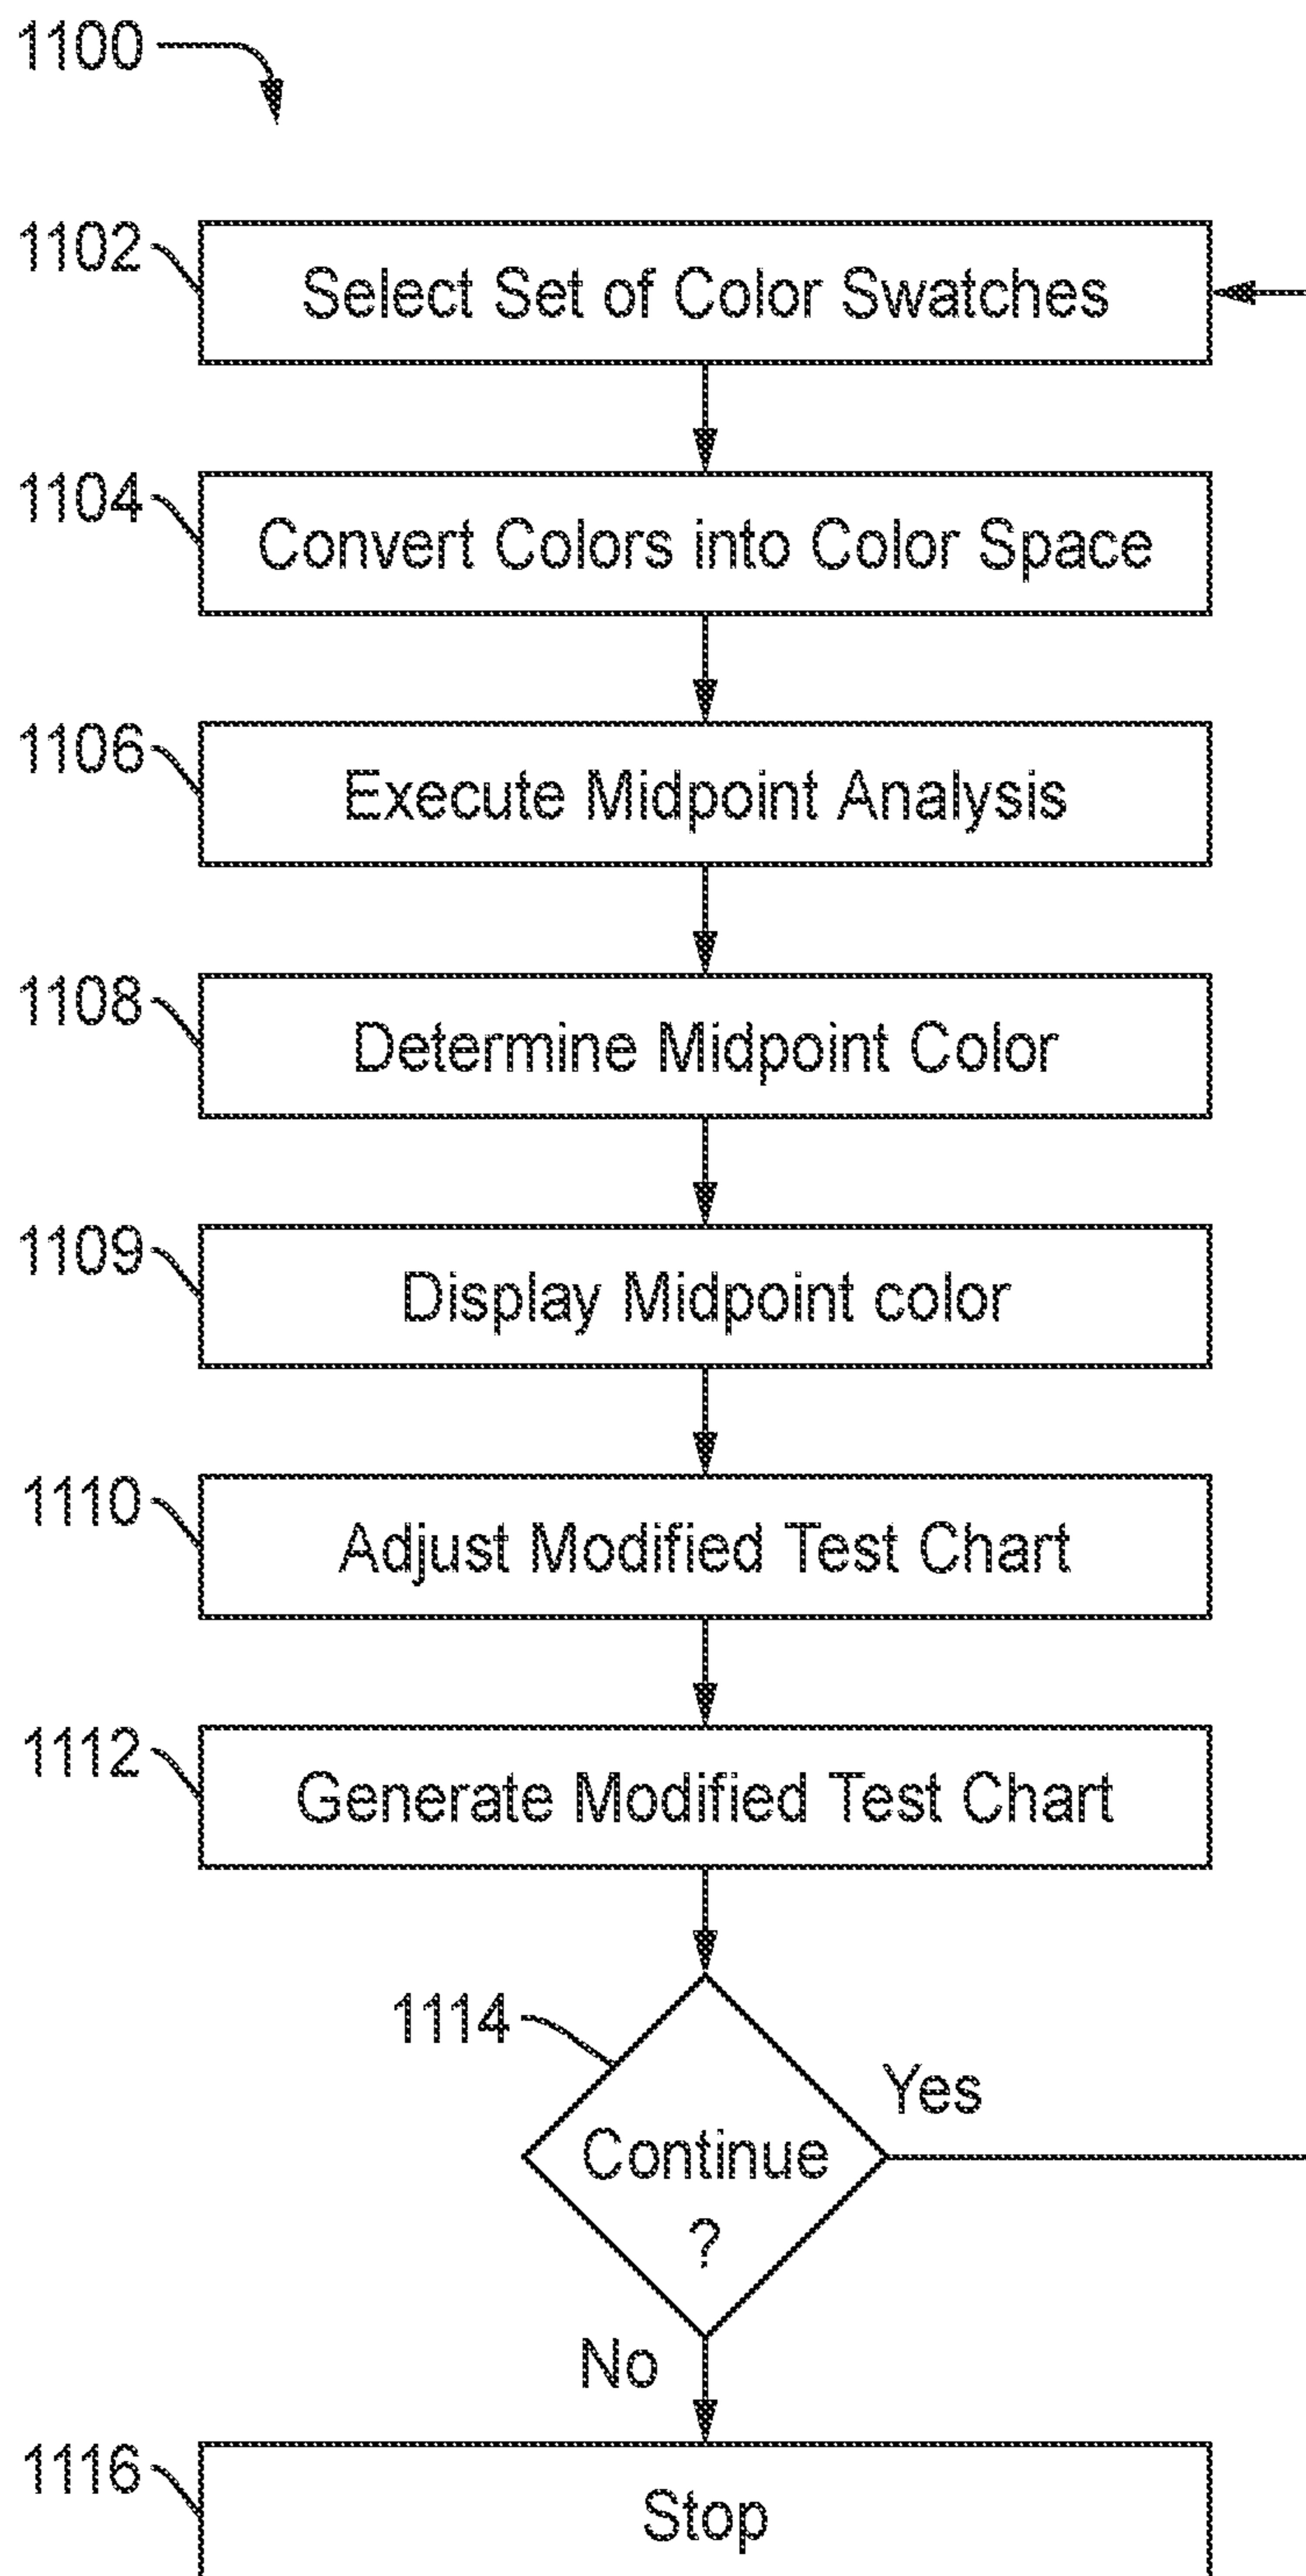 1100
1102
Select Set of Color Swatches
1104
Convert Colors into Color Space
1106
Execute Midpoint Analysis
1108
Determine Midpoint Color
1109
Display Midpoint color
1110
Adjust Modified Test Chart
1112
Generate Modified Test Chart
1114
Yes
Continue
?
No
1116
Stop